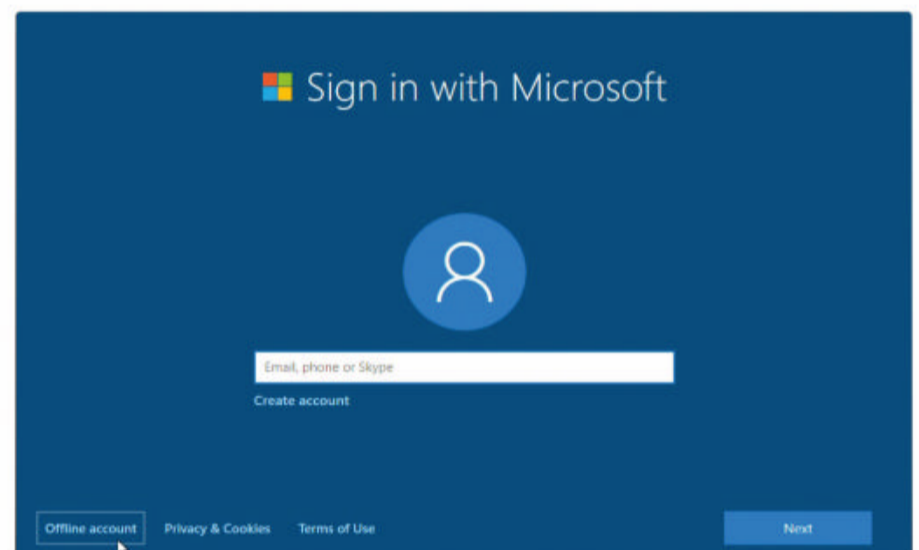 Sign in with Microsoft
Email, phone or Skype
Create account
Offline account Privacy & Cookies Terms of Use Next